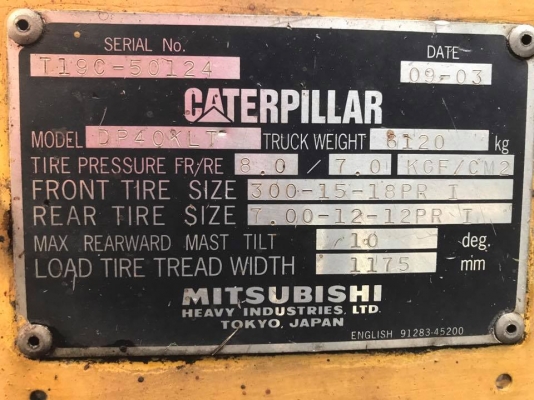 SERIAL No. DATE
T19C-50124 09-03
CATERPILLAR
MODEL DP40XLT TRUCK WEIGHT 6120 kg
TIRE PRESSURE FR/RE 8.0 / 7.0 KGF/CM2
FRONT TIRE SIZE 300-15-18PR I
REAR TIRE SIZE 7.00-12-12PR I
MAX REARWARD MAST TILT 10 deg.
LOAD TIRE TREAD WIDTH 1175 mm
MITSUBISHI
HEAVY INDUSTRIES, LTD.
TOKYO, JAPAN
ENGLISH 91283-45200